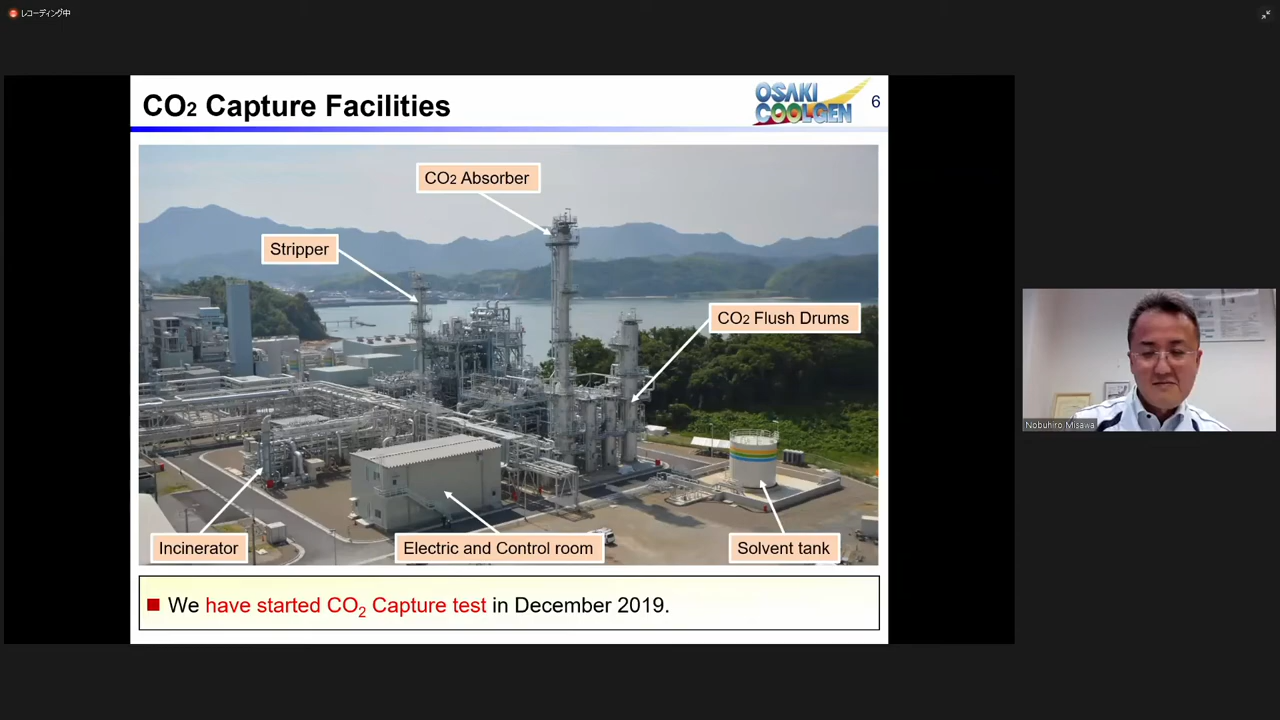 レコーディング中
CO2 Capture Facilities
OSAKI
COOLGEN
6
CO2 Absorber
Stripper
CO2 Flush Drums
Incinerator
Electric and Control room
Solvent tank
We have started CO2 Capture test in December 2019.
Nobuhiro Misawa